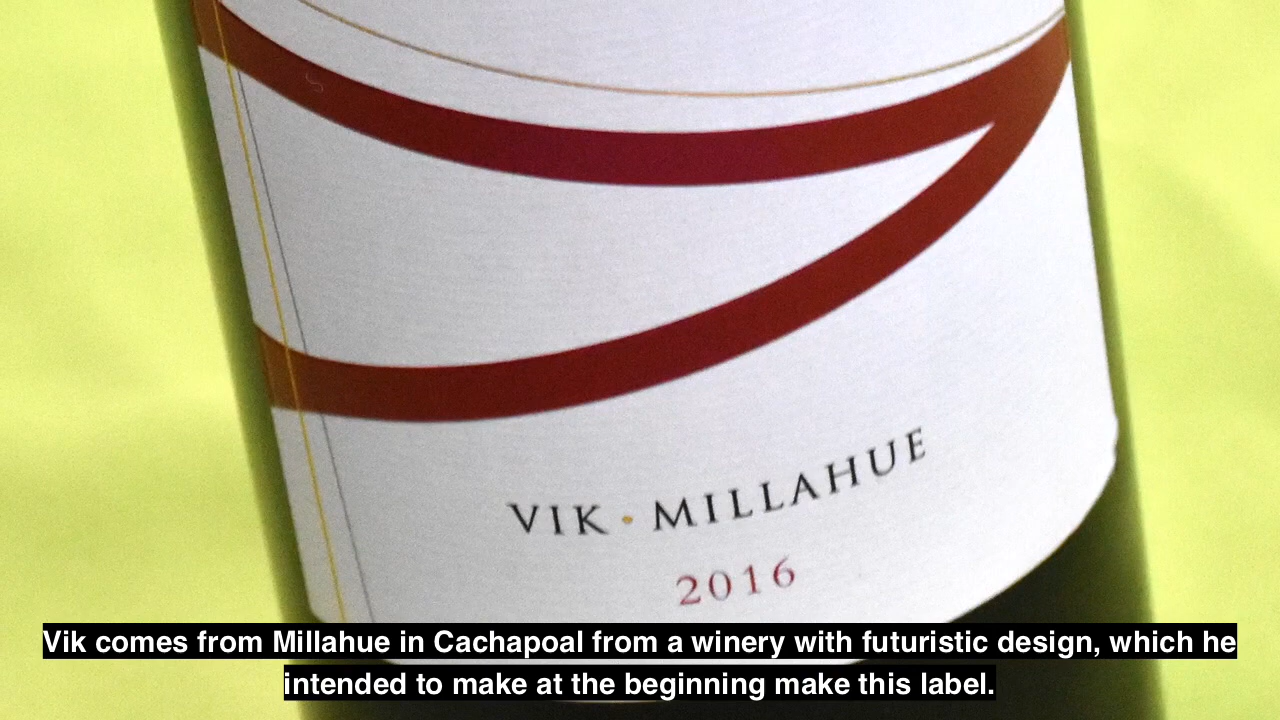 VIK • MILLAHUE
2016
Vik comes from Millahue in Cachapoal from a winery with futuristic design, which he
intended to make at the beginning make this label.